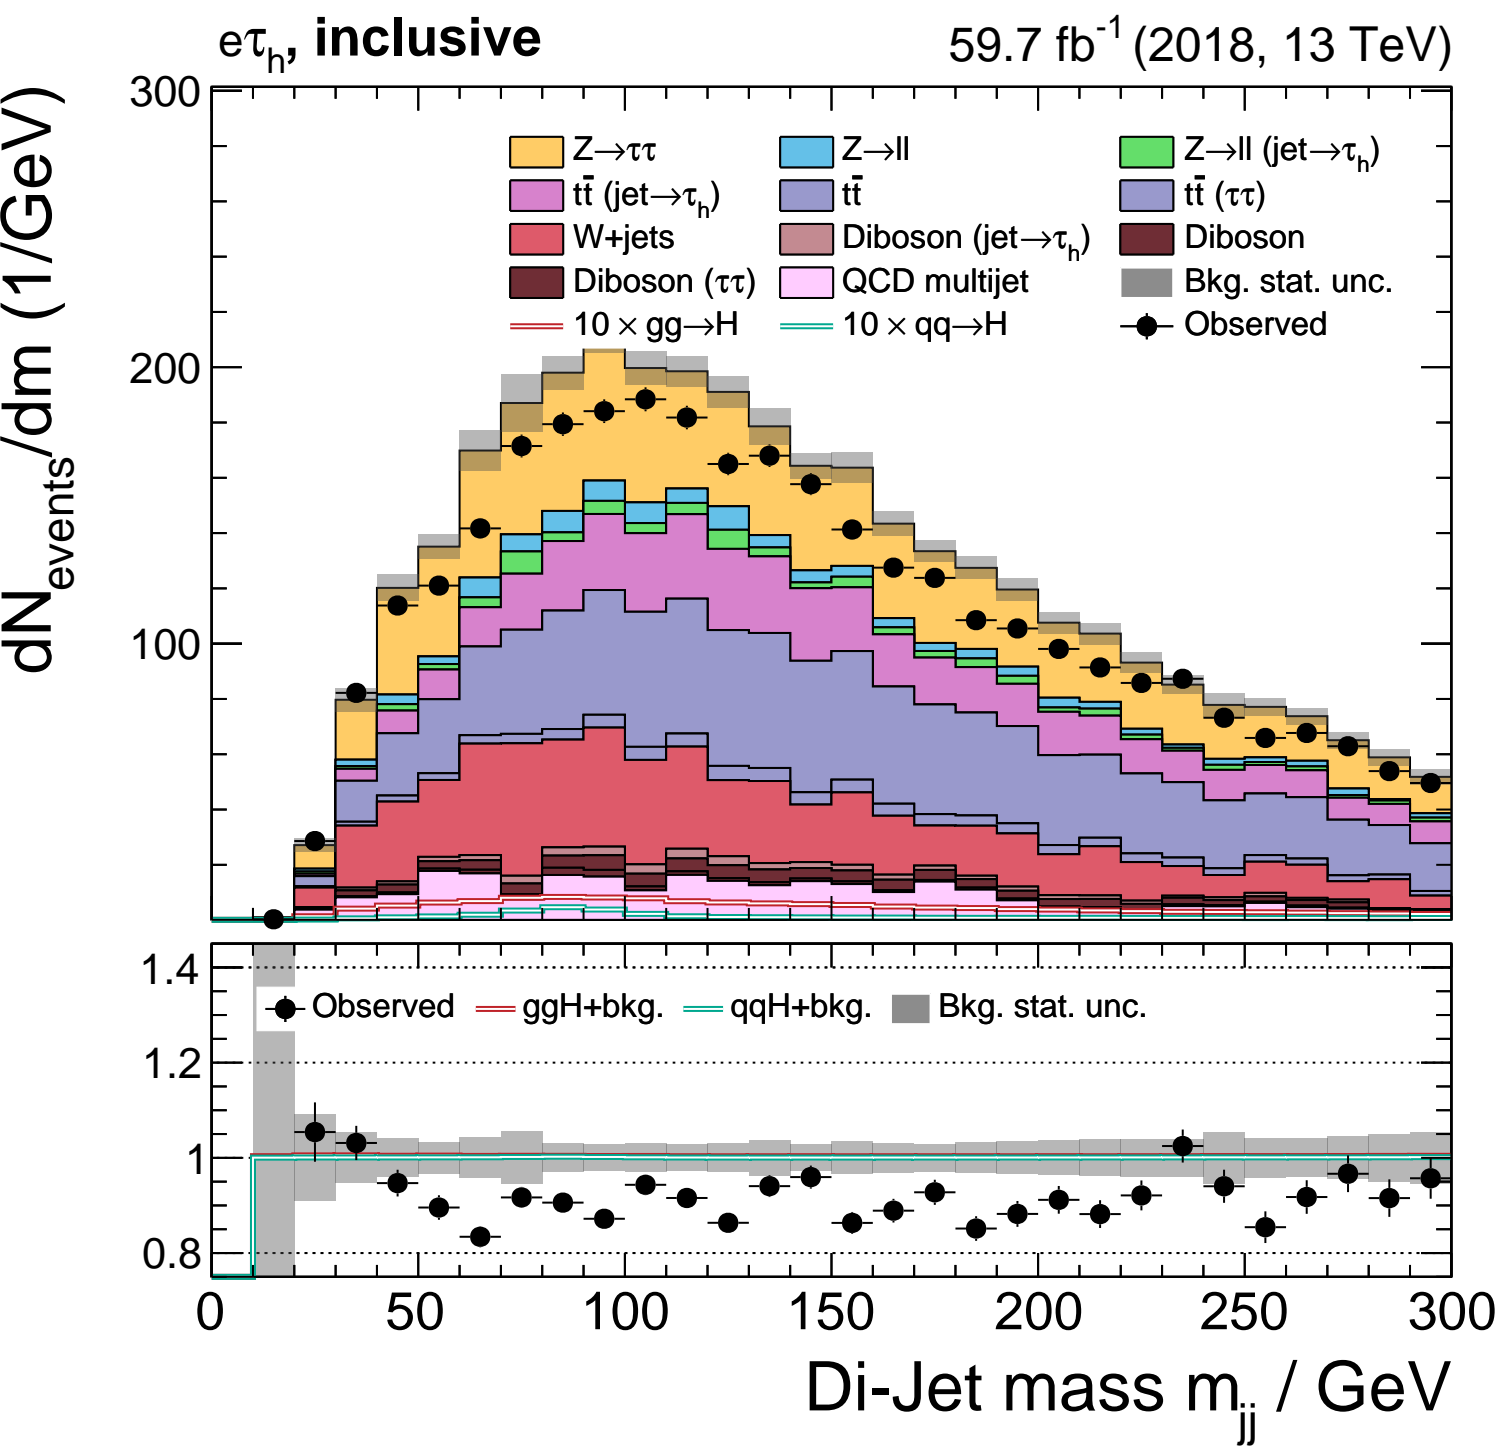 eτh, inclusive 59.7 fb-1 (2018, 13 TeV)
dNevents/dm (1/GeV)
300
200
100
Z→ττ Z→ll Z→ll (jet→τh)
tt̄ (jet→τh) tt̄ tt̄ (ττ)
W+jets Diboson (jet→τh) Diboson
Diboson (ττ) QCD multijet Bkg. stat. unc.
10 × gg→H 10 × qq→H Observed
1.4
1.2
1
0.8
Observed ggH+bkg. qqH+bkg. Bkg. stat. unc.
0 50 100 150 200 250 300
Di-Jet mass mjj / GeV